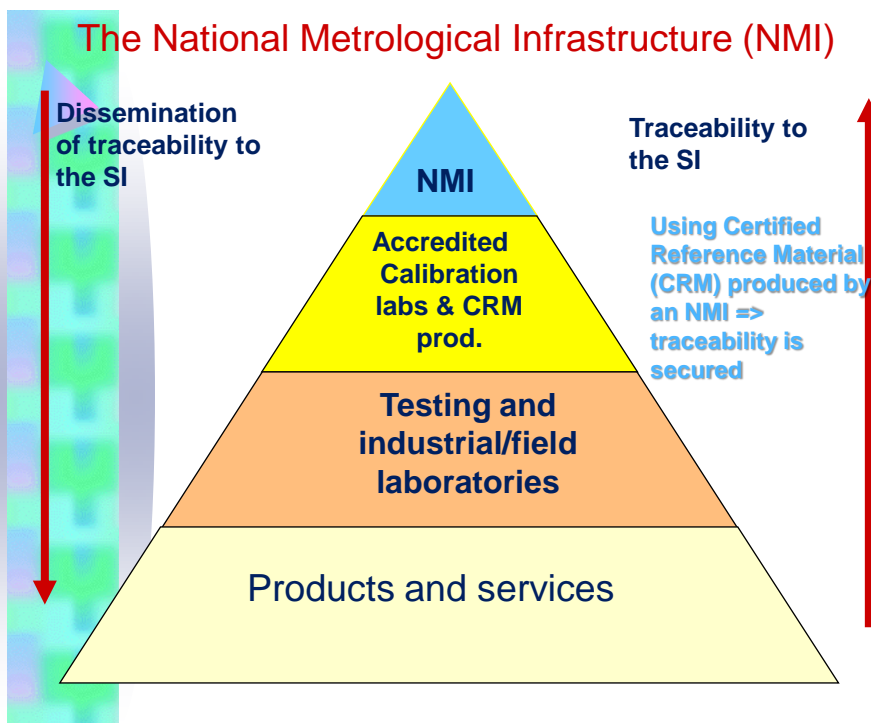 The National Metrological Infrastructure (NMI)
Dissemination
of traceability to
the SI
Traceability to
the SI
NMI
Using Certified
Reference Material
(CRM) produced by
an NMI =>
traceability is
secured
Accredited
Calibration
labs & CRM
prod.
Testing and
industrial/field
laboratories
Products and services